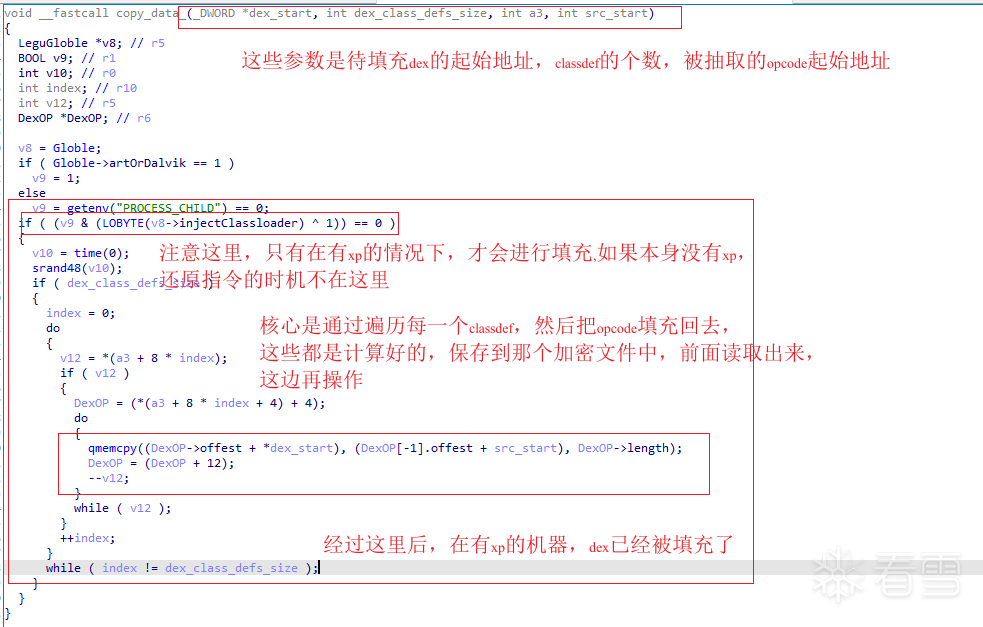 void __fastcall copy_data_(_DWORD *dex_start, int dex_class_defs_size, int a3, int src_start)
{
LeguGloble *v8; // r5
这些参数是待填充dex的起始地址，classdef的个数，被抽取的opcode起始地址
BOOL v9; // r1
int v10; // r0
int index; // r10
int v12; // r5
DexOP *DexOP; // r6
v8 = Globle;
if ( Globle->artOrDalvik == 1 )
v9 = 1;
else
v9 = getenv("PROCESS_CHILD") == 0;
if ( (v9 & (LOBYTE(v8->injectClassloader) ^ 1)) == 0 )
{
注意这里，只有在有xp的情况下，才会进行填充,如果本身没有xp，
还原指令的时机不在这里
v10 = time(0);
srand48(v10);
if ( dex_class_defs_size )
{
index = 0;
核心是通过遍历每一个classdef，然后把opcode填充回去，
这些都是计算好的，保存到那个加密文件中，前面读取出来，
这边再操作
do
{
v12 = *(a3 + 8 * index);
if ( v12 )
{
DexOP = (*(a3 + 8 * index + 4) + 4);
do
{
qmemcpy((DexOP->offest + *dex_start), (DexOP[-1].offest + src_start), DexOP->length);
DexOP = (DexOP + 12);
--v12;
}
while ( v12 );
}
++index;
经过这里后，在有xp的机器，dex已经被填充了
}
while ( index != dex_class_defs_size );
}
}
}
看雪